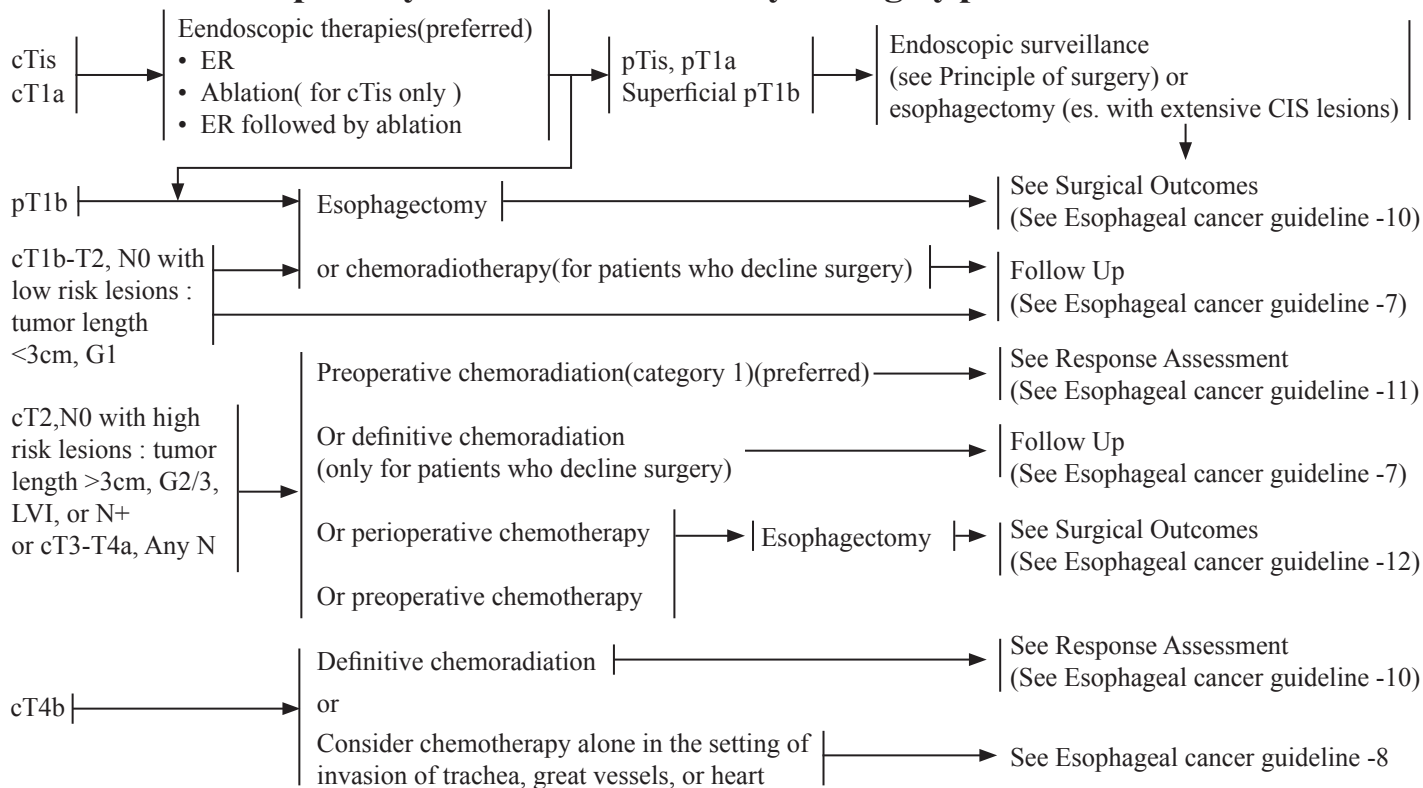 cTis
cT1a
Eendoscopic therapies(preferred)
• ER
• Ablation( for cTis only )
• ER followed by ablation
pTis, pT1a
Superficial pT1b
Endoscopic surveillance
(see Principle of surgery) or
esophagectomy (es. with extensive CIS lesions)
pT1b
Esophagectomy
See Surgical Outcomes
(See Esophageal cancer guideline -10)
cT1b-T2, N0 with
low risk lesions :
tumor length
<3cm, G1
or chemoradiotherapy(for patients who decline surgery)
Follow Up
(See Esophageal cancer guideline -7)
cT2,N0 with high
risk lesions : tumor
length >3cm, G2/3,
LVI, or N+
or cT3-T4a, Any N
Preoperative chemoradiation(category 1)(preferred)
See Response Assessment
(See Esophageal cancer guideline -11)
Or definitive chemoradiation
(only for patients who decline surgery)
Follow Up
(See Esophageal cancer guideline -7)
Or perioperative chemotherapy
Or preoperative chemotherapy
Esophagectomy
See Surgical Outcomes
(See Esophageal cancer guideline -12)
cT4b
Definitive chemoradiation
or
Consider chemotherapy alone in the setting of
invasion of trachea, great vessels, or heart
See Response Assessment
(See Esophageal cancer guideline -10)
See Esophageal cancer guideline -8